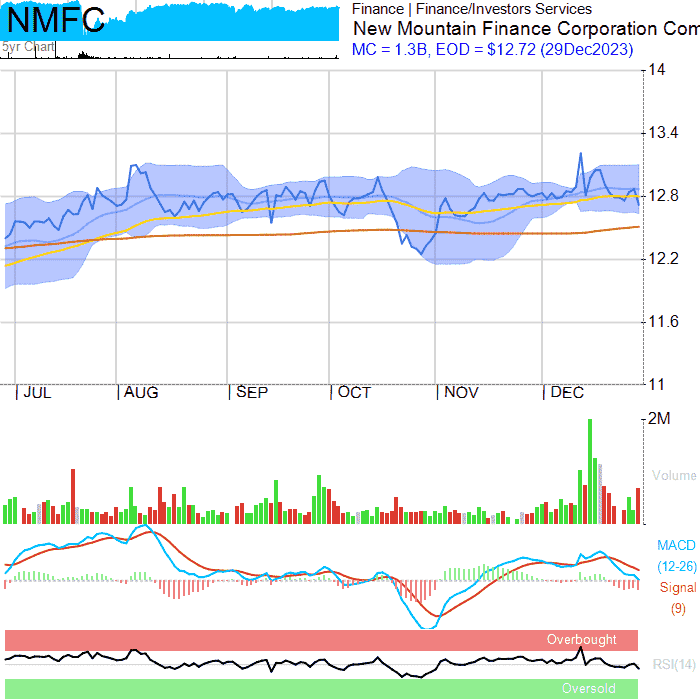 NMFC
5yr Chart
Finance | Finance/Investors Services
New Mountain Finance Corporation Com
MC = 1.3B, EOD = $12.72 (29Dec2023)
14
13.4
12.8
12.2
11.6
11
JUL AUG SEP OCT NOV DEC
2M
Volume
MACD
(12-26)
Signal
(9)
Overbought
RSI(14)
Oversold